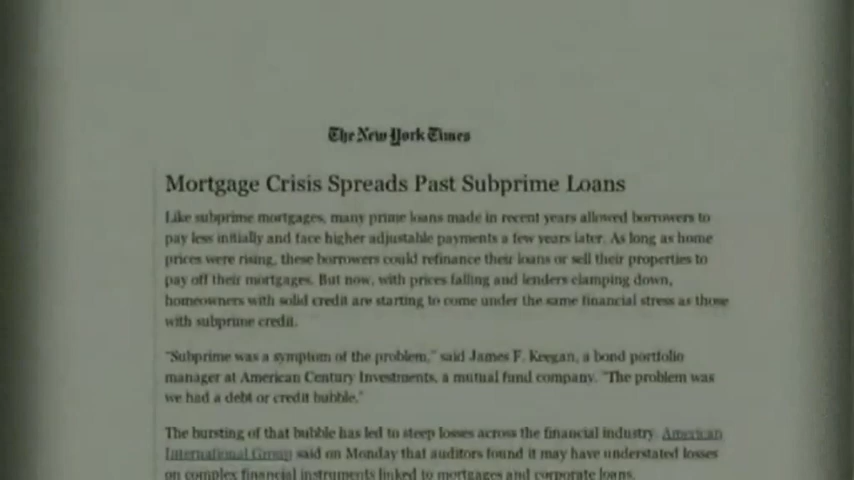 The New York Times
Mortgage Crisis Spreads Past Subprime Loans
Like subprime mortgages, many prime loans made in recent years allowed borrowers to
pay less initially and face higher adjustable payments a few years later. As long as home
prices were rising, these borrowers could refinance their loans or sell their properties to
pay off their mortgages. But now, with prices falling and lenders clamping down,
homeowners with solid credit are starting to come under the same financial stress as those
with subprime credit.
"Subprime was a symptom of the problem," said James F. Keegan, a bond portfolio
manager at American Century Investments, a mutual fund company. "The problem was
we had a debt or credit bubble."
The bursting of that bubble has led to steep losses across the financial industry. American
International Group said on Monday that auditors found it may have understated losses
on complex financial instruments linked to mortgages and corporate loans.